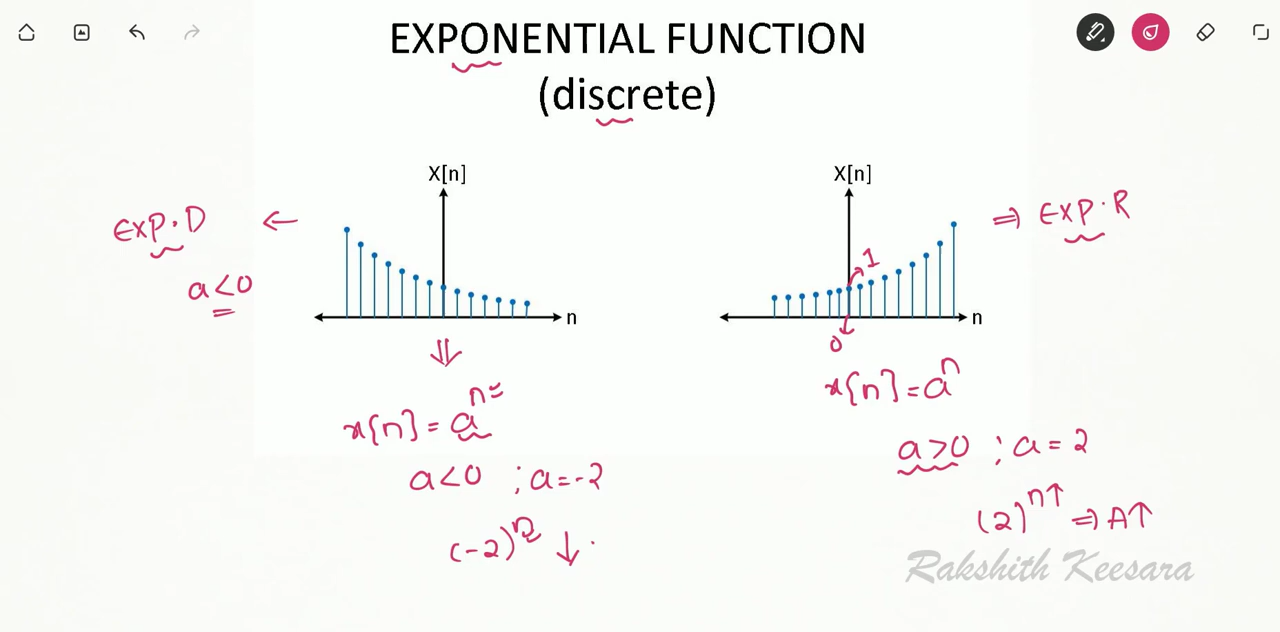 EXPONENTIAL FUNCTION
(discrete)
X[n]
X[n]
EXP.D ←
⇒ EXP.R
a<0
1
n
n
0
x[n] = a^n
x[n] = a^n
a<0 ; a=-2
a>0 ; a=2
(-2)^n ↓
(2)^n↑ ⇒ A↑
Rakshith Keesara